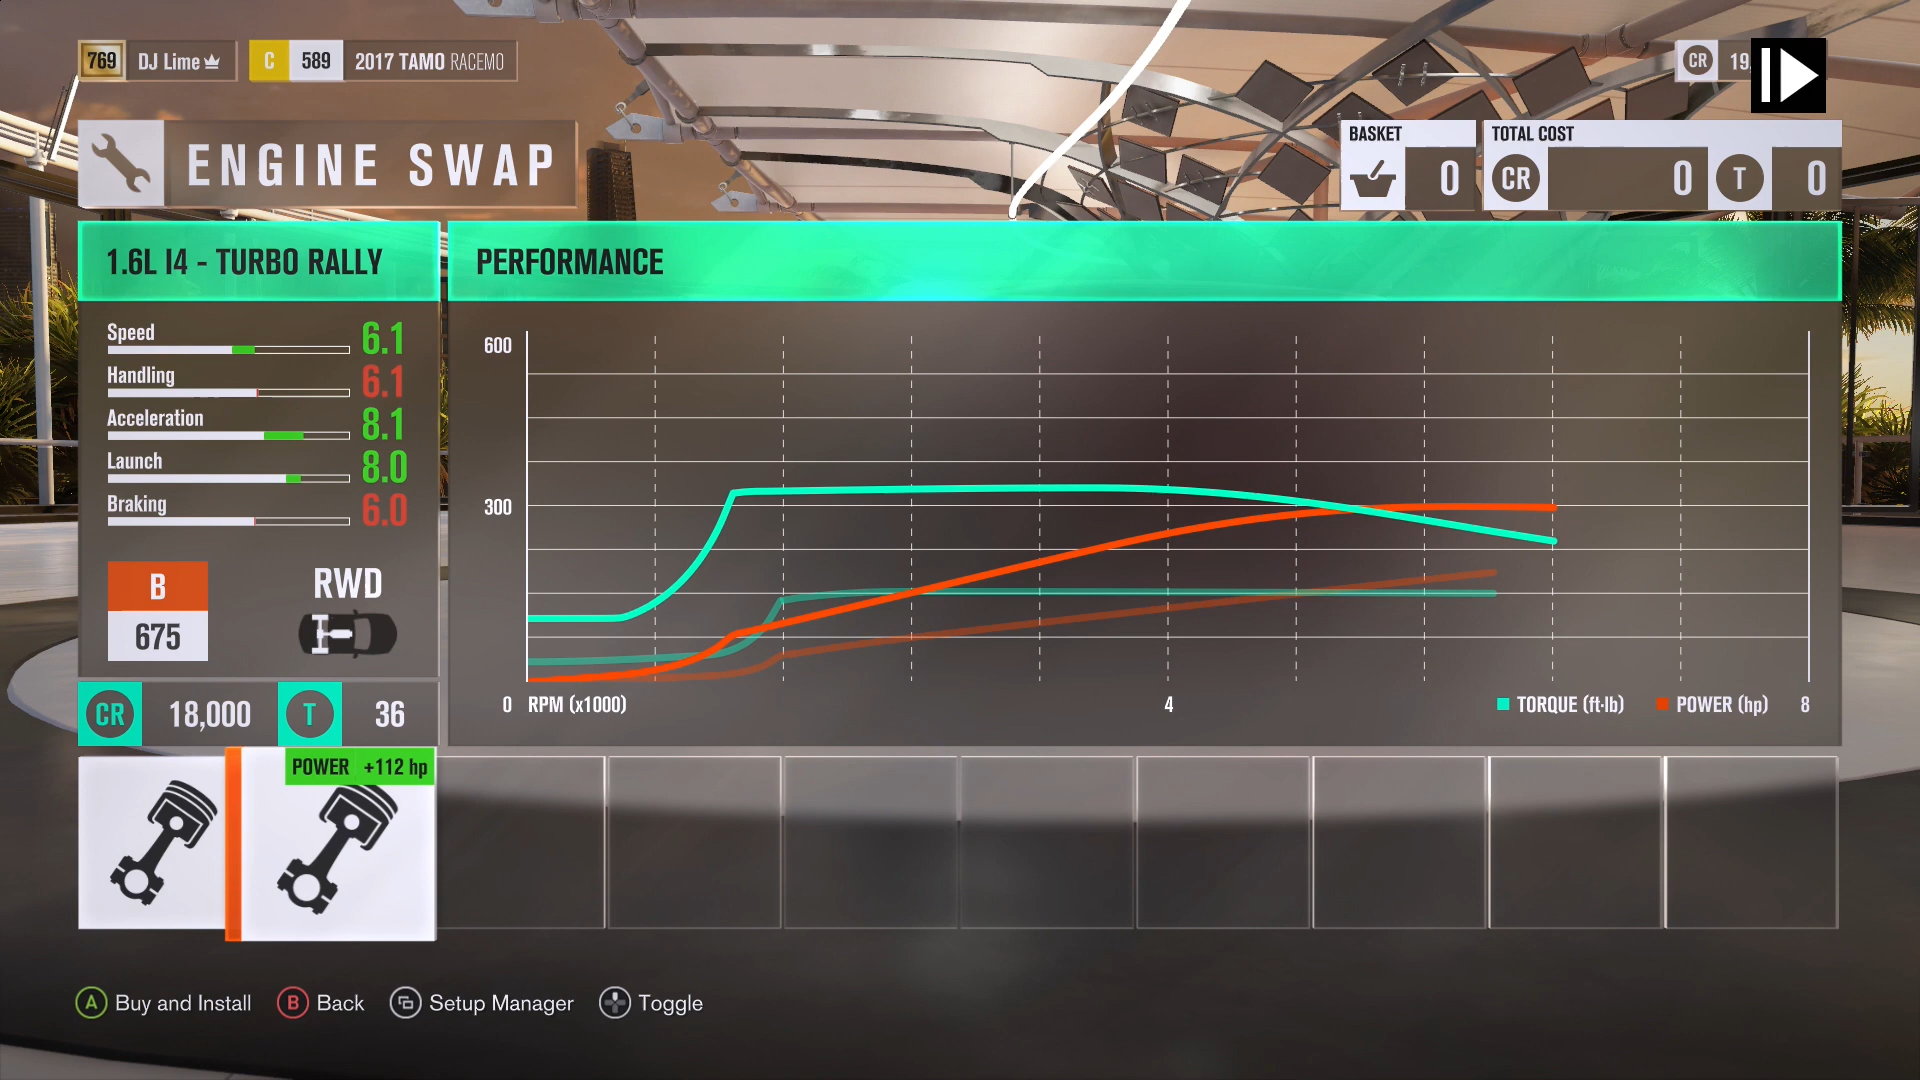 769 DJ Lime C 589 2017 TAMO RACEMO
CR 19,
ENGINE SWAP
BASKET
0
TOTAL COST
CR 0 T 0
1.6L I4 - TURBO RALLY
Speed 6.1
Handling 6.1
Acceleration 8.1
Launch 8.0
Braking 6.0
B
675
RWD
CR 18,000 T 36
PERFORMANCE
600
300
0 RPM (x1000) 4 TORQUE (ft·lb) POWER (hp) 8
POWER +112 hp
A Buy and Install B Back Setup Manager Toggle